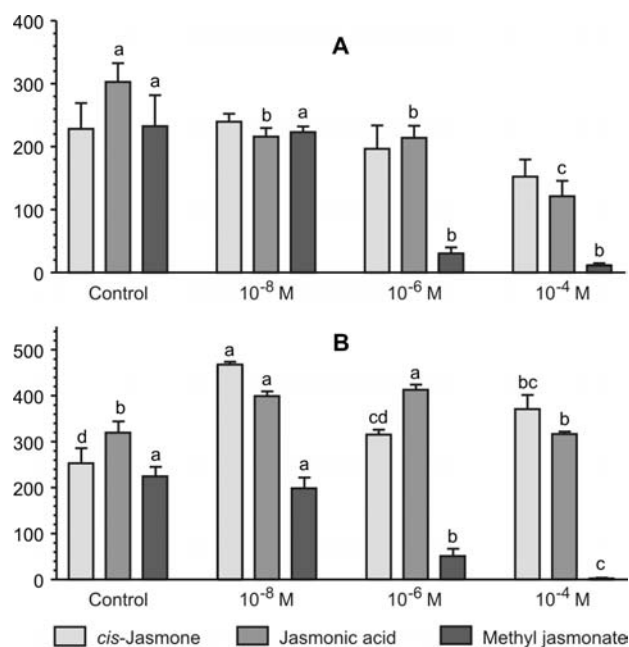 400
A
a
a
300
b
a
b
200
c
100
b
b
0
Control
10⁻⁸ M
10⁻⁶ M
10⁻⁴ M
B
500
a
a
a
bc
400
b
cd
b
d
300
a
a
200
100
b
c
0
Control
10⁻⁸ M
10⁻⁶ M
10⁻⁴ M
cis-Jasmone
Jasmonic acid
Methyl jasmonate